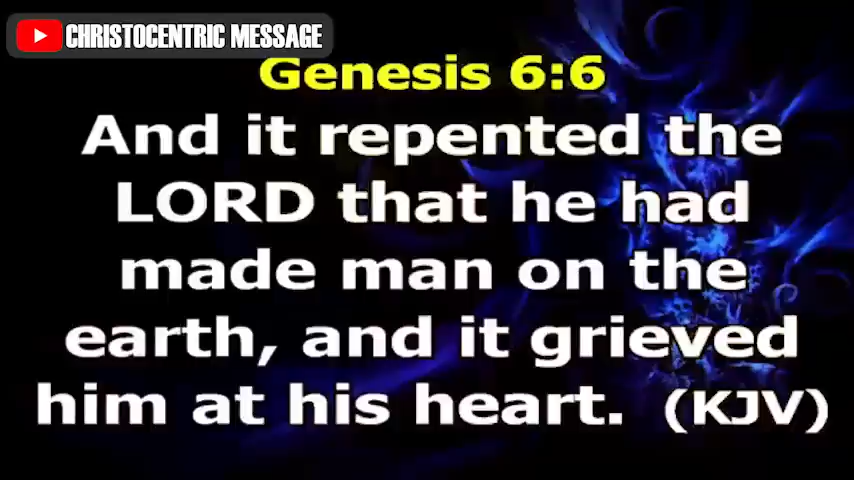 CHRISTOCENTRIC MESSAGE
Genesis 6:6
And it repented the
LORD that he had
made man on the
earth, and it grieved
him at his heart. (KJV)